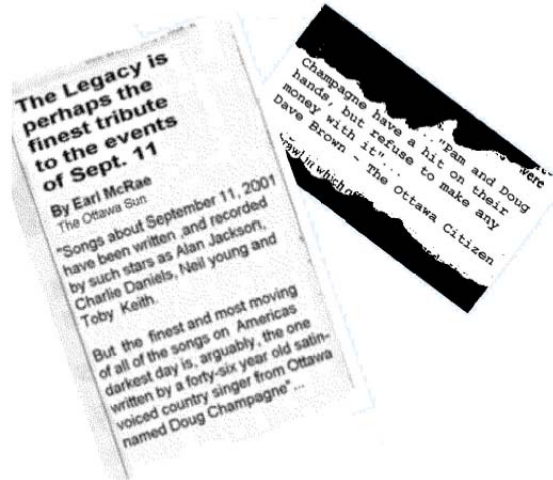 The Legacy is
perhaps the
finest tribute
to the events
of Sept. 11
By Earl McRae
The Ottawa Sun
"Songs about September 11, 2001
have been written ,and recorded
by such stars as Alan Jackson,
Charlie Daniels, Neil young and
Toby Keith.
But the finest and most moving
of all of the songs on Americas
darkest day is, arguably, the one
written by a forty-six year old satin-
voiced country singer from Ottawa
named Doug Champagne"...
were
... "Pam and Doug
Champagne have a hit on their
hands, but refuse to make any
money with it"...
Dave Brown - The Ottawa Citizen
in which